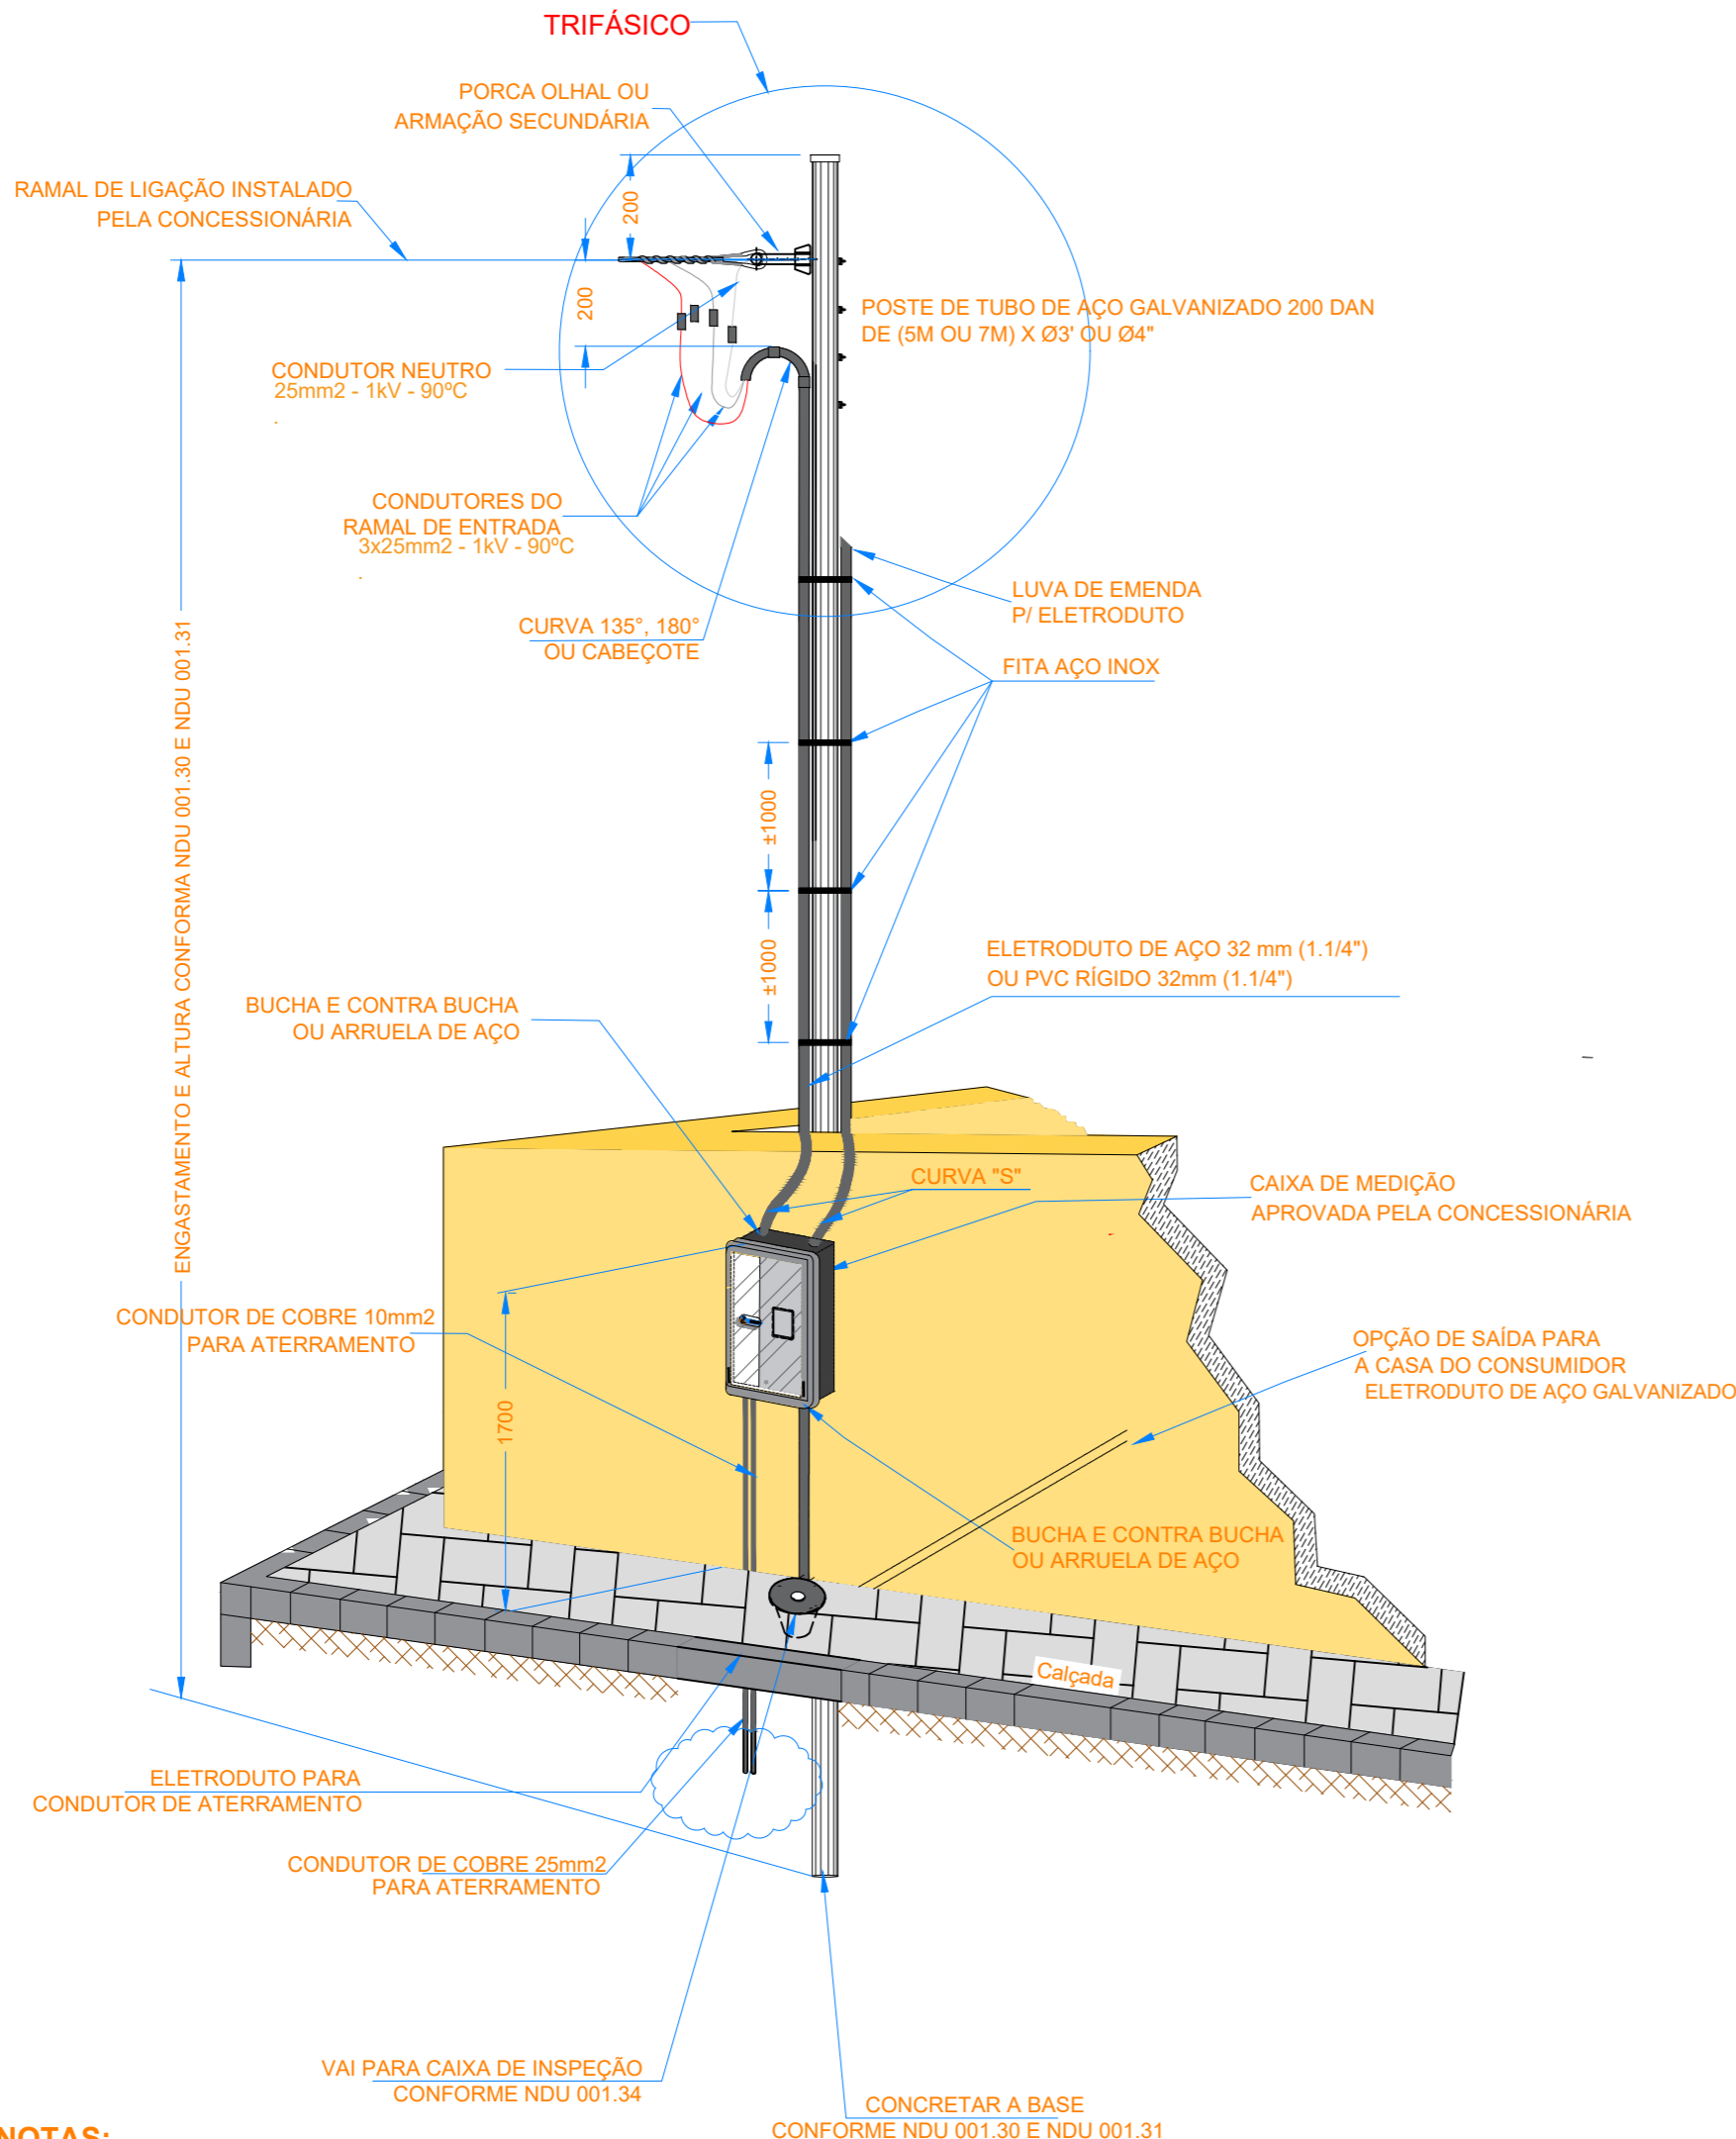 TRIFÁSICO
PORCA OLHAL OU
ARMAÇÃO SECUNDÁRIA
RAMAL DE LIGAÇÃO INSTALADO
PELA CONCESSIONÁRIA
200
200
POSTE DE TUBO DE AÇO GALVANIZADO 200 DAN
DE (5M OU 7M) X Ø3' OU Ø4"
CONDUTOR NEUTRO
25mm2 - 1kV - 90ºC
.
CONDUTORES DO
RAMAL DE ENTRADA
3x25mm2 - 1kV - 90ºC
.
LUVA DE EMENDA
P/ ELETRODUTO
CURVA 135°, 180°
OU CABEÇOTE
FITA AÇO INOX
ENGASTAMENTO E ALTURA CONFORMA NDU 001.30 E NDU 001.31
±1000
±1000
ELETRODUTO DE AÇO 32 mm (1.1/4")
OU PVC RÍGIDO 32mm (1.1/4")
BUCHA E CONTRA BUCHA
OU ARRUELA DE AÇO
CURVA "S"
CAIXA DE MEDIÇÃO
APROVADA PELA CONCESSIONÁRIA
CONDUTOR DE COBRE 10mm2
PARA ATERRAMENTO
OPÇÃO DE SAÍDA PARA
A CASA DO CONSUMIDOR
ELETRODUTO DE AÇO GALVANIZADO
1700
BUCHA E CONTRA BUCHA
OU ARRUELA DE AÇO
Calçada
ELETRODUTO PARA
CONDUTOR DE ATERRAMENTO
CONDUTOR DE COBRE 25mm2
PARA ATERRAMENTO
VAI PARA CAIXA DE INSPEÇÃO
CONFORME NDU 001.34
CONCRETAR A BASE
CONFORME NDU 001.30 E NDU 001.31
NOTAS: